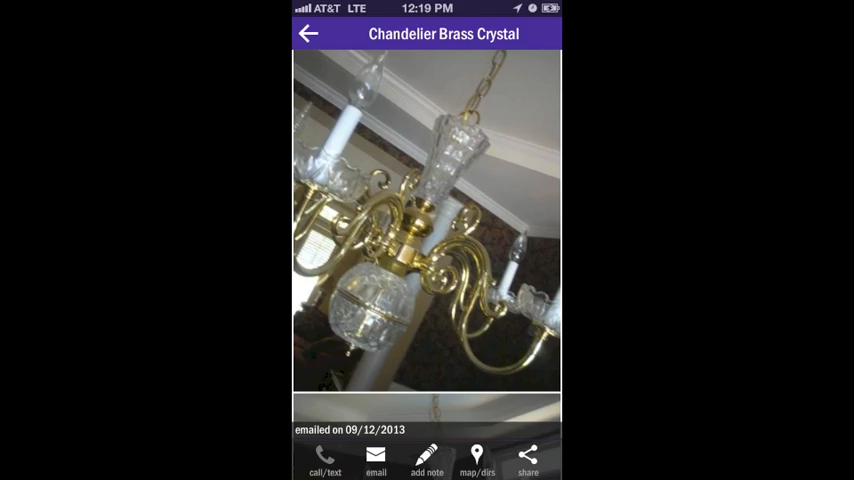 AT&T LTE 12:19 PM
Chandelier Brass Crystal
emailed on 09/12/2013
call/text email add note map/dirs share